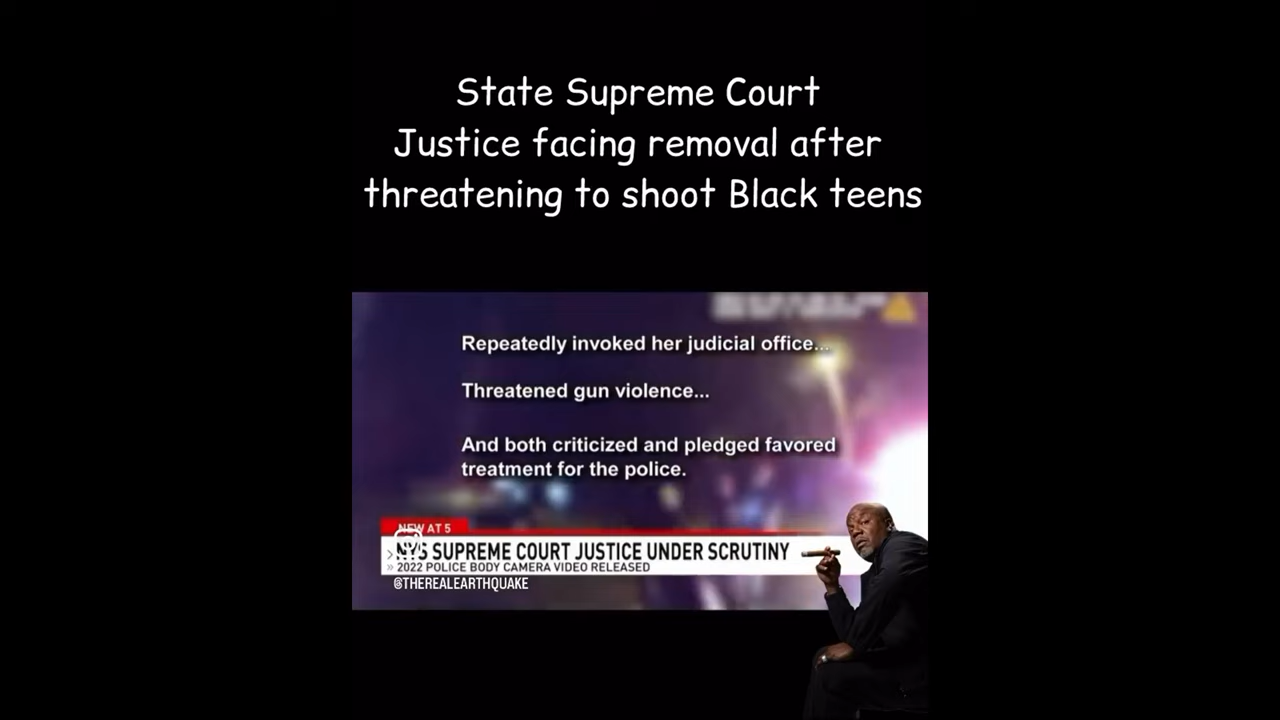 State Supreme Court
Justice facing removal after
threatening to shoot Black teens
Repeatedly invoked her judicial office...
Threatened gun violence...
And both criticized and pledged favored
treatment for the police.
NEW AT 5
NYS SUPREME COURT JUSTICE UNDER SCRUTINY
» 2022 POLICE BODY CAMERA VIDEO RELEASED
@THEREALEARTHQUAKE